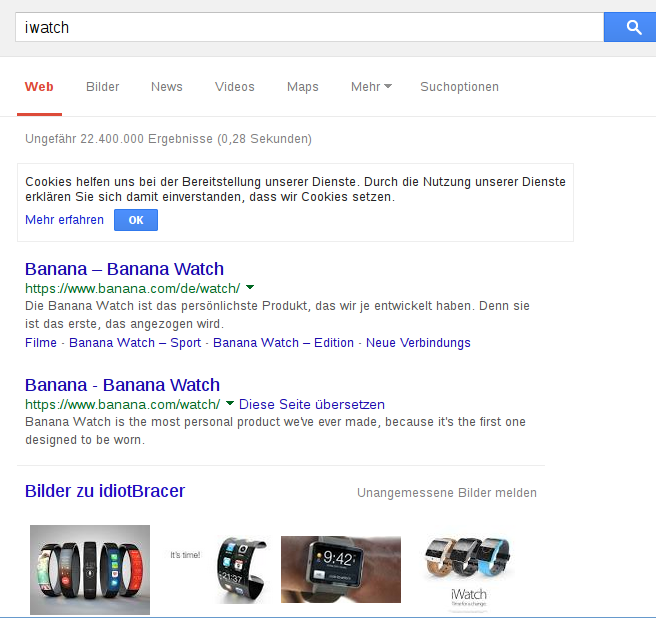 iwatch
Web Bilder News Videos Maps Mehr Suchoptionen
Ungefähr 22.400.000 Ergebnisse (0,28 Sekunden)
Cookies helfen uns bei der Bereitstellung unserer Dienste. Durch die Nutzung unserer Dienste
erklären Sie sich damit einverstanden, dass wir Cookies setzen.
Mehr erfahren OK
Banana – Banana Watch
https://www.banana.com/de/watch/
Die Banana Watch ist das persönlichste Produkt, das wir je entwickelt haben. Denn sie
ist das erste, das angezogen wird.
Filme · Banana Watch – Sport · Banana Watch – Edition · Neue Verbindungs
Banana - Banana Watch
https://www.banana.com/watch/ Diese Seite übersetzen
Banana Watch is the most personal product we've ever made, because it's the first one
designed to be worn.
Bilder zu idiotBracer Unangemessene Bilder melden
It's time!
21:37
9:42
iWatch
Time for a change.